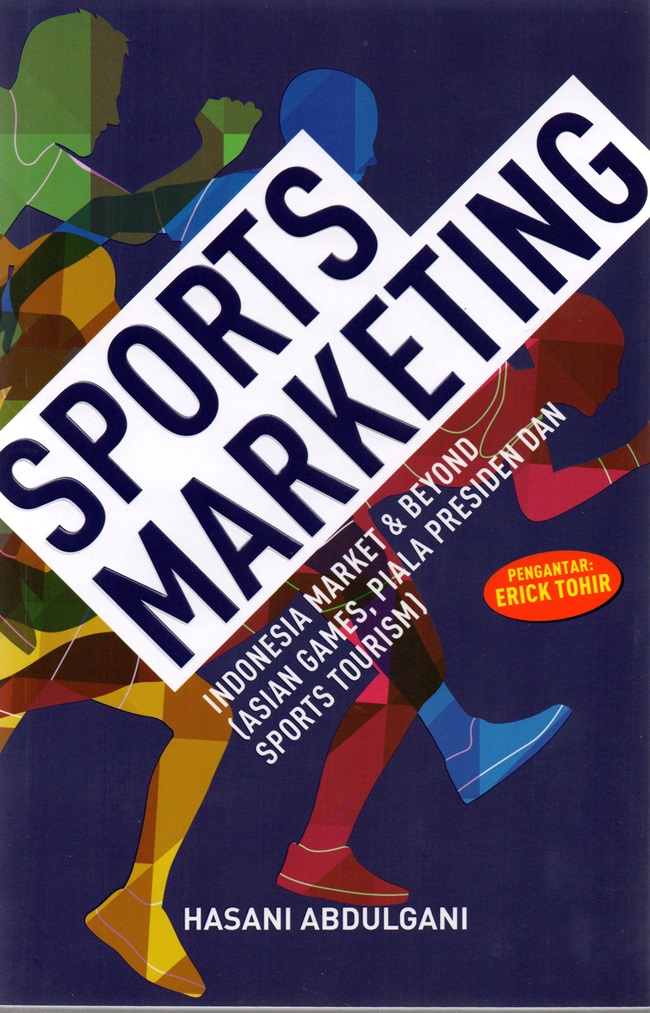 SPORTS
MARKETING
INDONESIA MARKET & BEYOND
(ASIAN GAMES, PIALA PRESIDEN DAN
SPORTS TOURISM)
PENGANTAR:
ERICK TOHIR
HASANI ABDULGANI